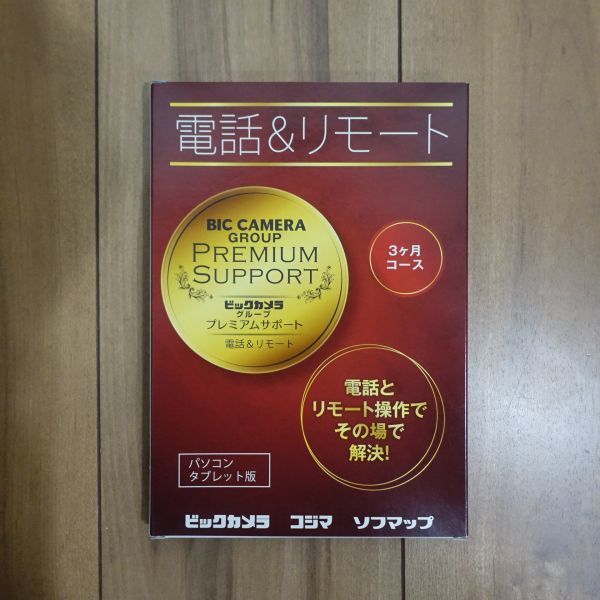 電話&リモート
BIC CAMERA
GROUP
PREMIUM
SUPPORT
ビックカメラ
グループ
プレミアムサポート
電話&リモート
3ヶ月
コース
電話と
リモート操作で
その場で
解決!
パソコン
タブレット版
ビックカメラ コジマ ソフマップ